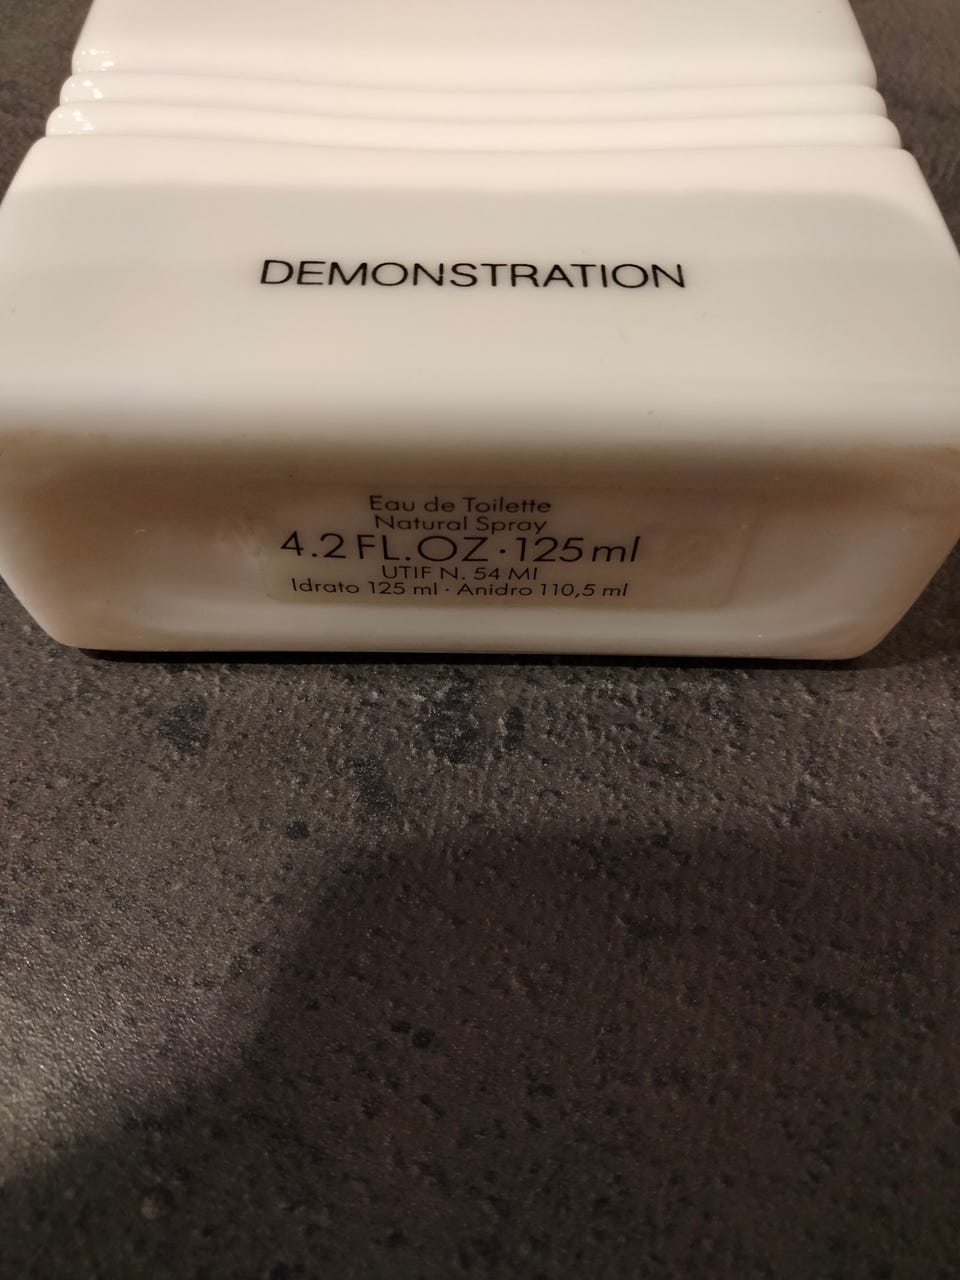 DEMONSTRATION
Eau de Toilette
Natural Spray
4.2 FL.OZ·125 ml
UTIF N. 54 MI
Idrato 125 ml · Anidro 110,5 ml